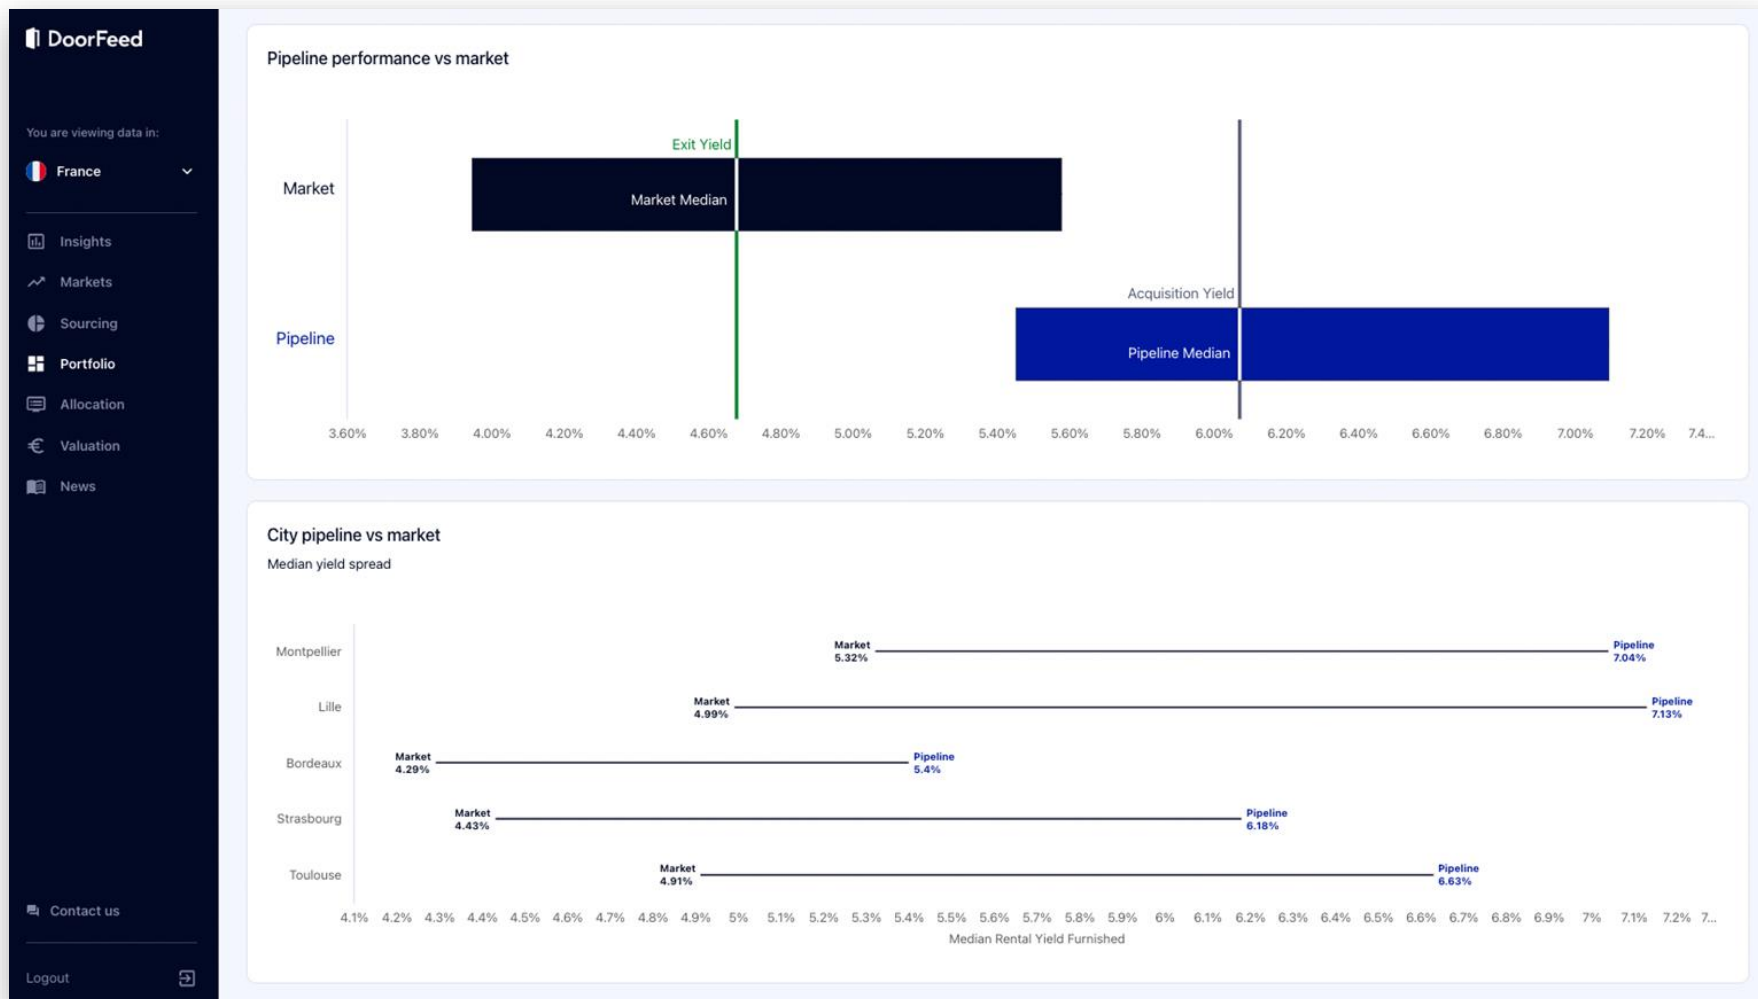 DoorFeed
You are viewing data in:
France
Insights
Markets
Sourcing
Portfolio
Allocation
Valuation
News
Contact us
Logout
Pipeline performance vs market
Exit Yield
Market
Market Median
Acquisition Yield
Pipeline
Pipeline Median
3.60% 3.80% 4.00% 4.20% 4.40% 4.60% 4.80% 5.00% 5.20% 5.40% 5.60% 5.80% 6.00% 6.20% 6.40% 6.60% 6.80% 7.00% 7.20% 7.4...
City pipeline vs market
Median yield spread
Montpellier
Market
5.32%
Pipeline
7.04%
Lille
Market
4.99%
Pipeline
7.13%
Bordeaux
Market
4.29%
Pipeline
5.4%
Strasbourg
Market
4.43%
Pipeline
6.18%
Toulouse
Market
4.91%
Pipeline
6.63%
4.1% 4.2% 4.3% 4.4% 4.5% 4.6% 4.7% 4.8% 4.9% 5% 5.1% 5.2% 5.3% 5.4% 5.5% 5.6% 5.7% 5.8% 5.9% 6% 6.1% 6.2% 6.3% 6.4% 6.5% 6.6% 6.7% 6.8% 6.9% 7% 7.1% 7.2% 7...
Median Rental Yield Furnished